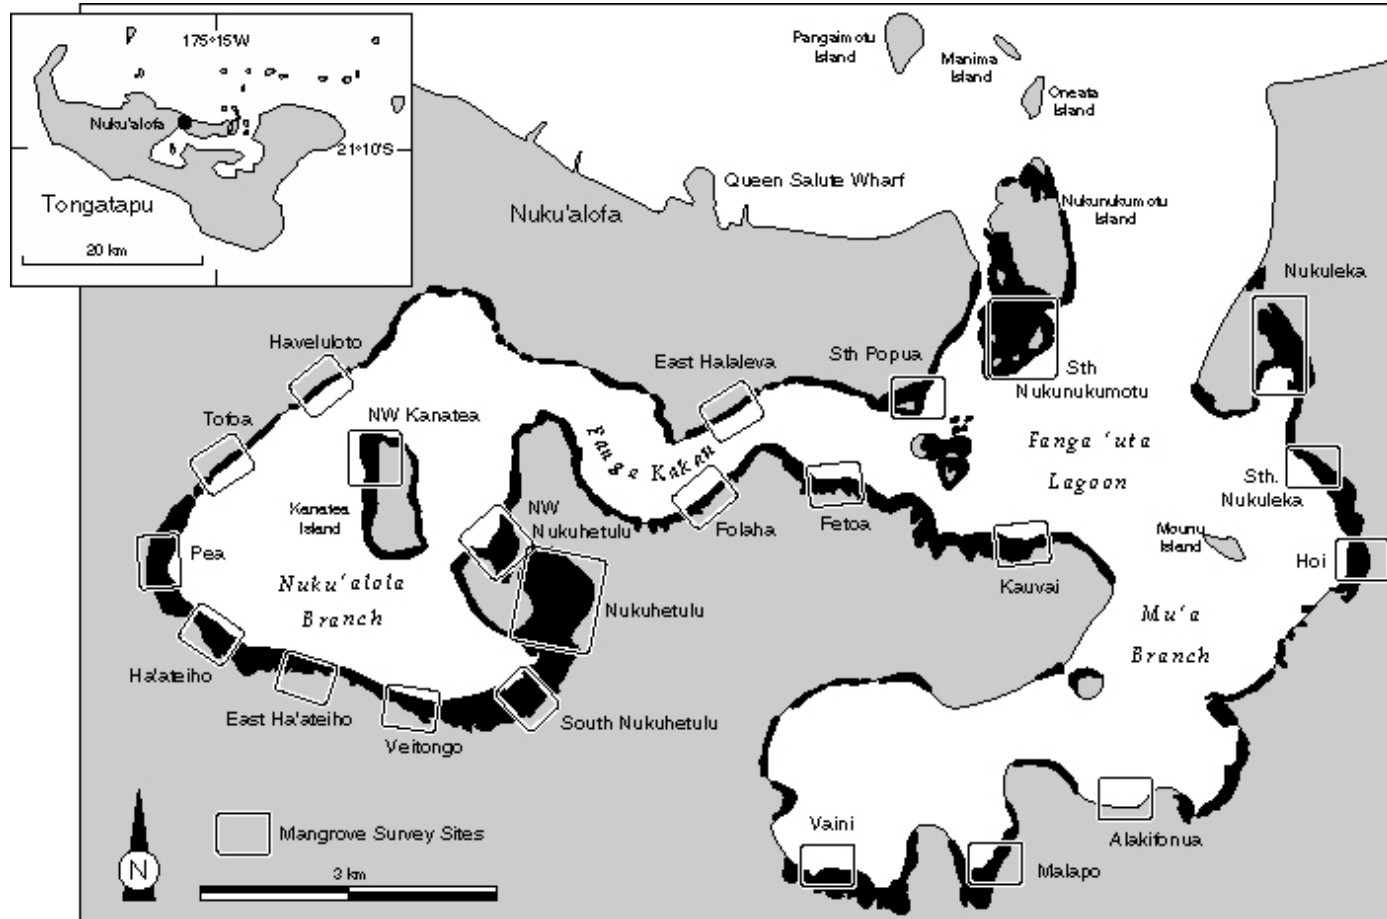 175°15'W
Nuku'alofa
21°10'S
Tongatapu
20 km
Pangaimotu
Island
Manima
Island
Oneata
Island
Queen Salute Wharf
Nuku'alofa
Nukunukumotu
Island
Nukuleka
Haveluloto
East Halaleva
Sth Popua
Sth
Nukunukumotu
Tofoa
NW Kanatea
Fanga Kakau
Fanga 'uta
Lagoon
Sth.
Nukuleka
Kanatea
Island
NW
Nukuhetulu
Folaha
Fetoa
Mounu
Island
Pea
Hoi
Kauvai
Nuku'alofa
Branch
Nukuhetulu
Mu'a
Branch
Ha'ateiho
East Ha'ateiho
Veitongo
South Nukuhetulu
Mangrove Survey Sites
Vaini
Alakifonua
N
3 km
Malapo